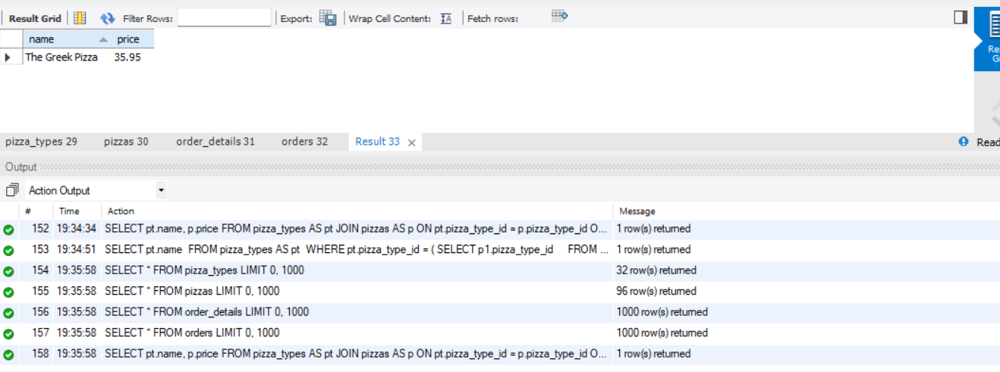 Result Grid Filter Rows: Export: Wrap Cell Content: IA Fetch rows:
name price
The Greek Pizza 35.95
pizza_types 29 pizzas 30 order_details 31 orders 32 Result 33 Read
Output
Action Output
# Time Action Message
152 19:34:34 SELECT pt.name, p.price FROM pizza_types AS pt JOIN pizzas AS p ON pt.pizza_type_id = p.pizza_type_id O... 1 row(s) returned
153 19:34:51 SELECT pt.name FROM pizza_types AS pt WHERE pt.pizza_type_id = ( SELECT p1.pizza_type_id FROM ... 1 row(s) returned
154 19:35:58 SELECT * FROM pizza_types LIMIT 0, 1000 32 row(s) returned
155 19:35:58 SELECT * FROM pizzas LIMIT 0, 1000 96 row(s) returned
156 19:35:58 SELECT * FROM order_details LIMIT 0, 1000 1000 row(s) returned
157 19:35:58 SELECT * FROM orders LIMIT 0, 1000 1000 row(s) returned
158 19:35:58 SELECT pt.name, p.price FROM pizza_types AS pt JOIN pizzas AS p ON pt.pizza_type_id = p.pizza_type_id O... 1 row(s) returned